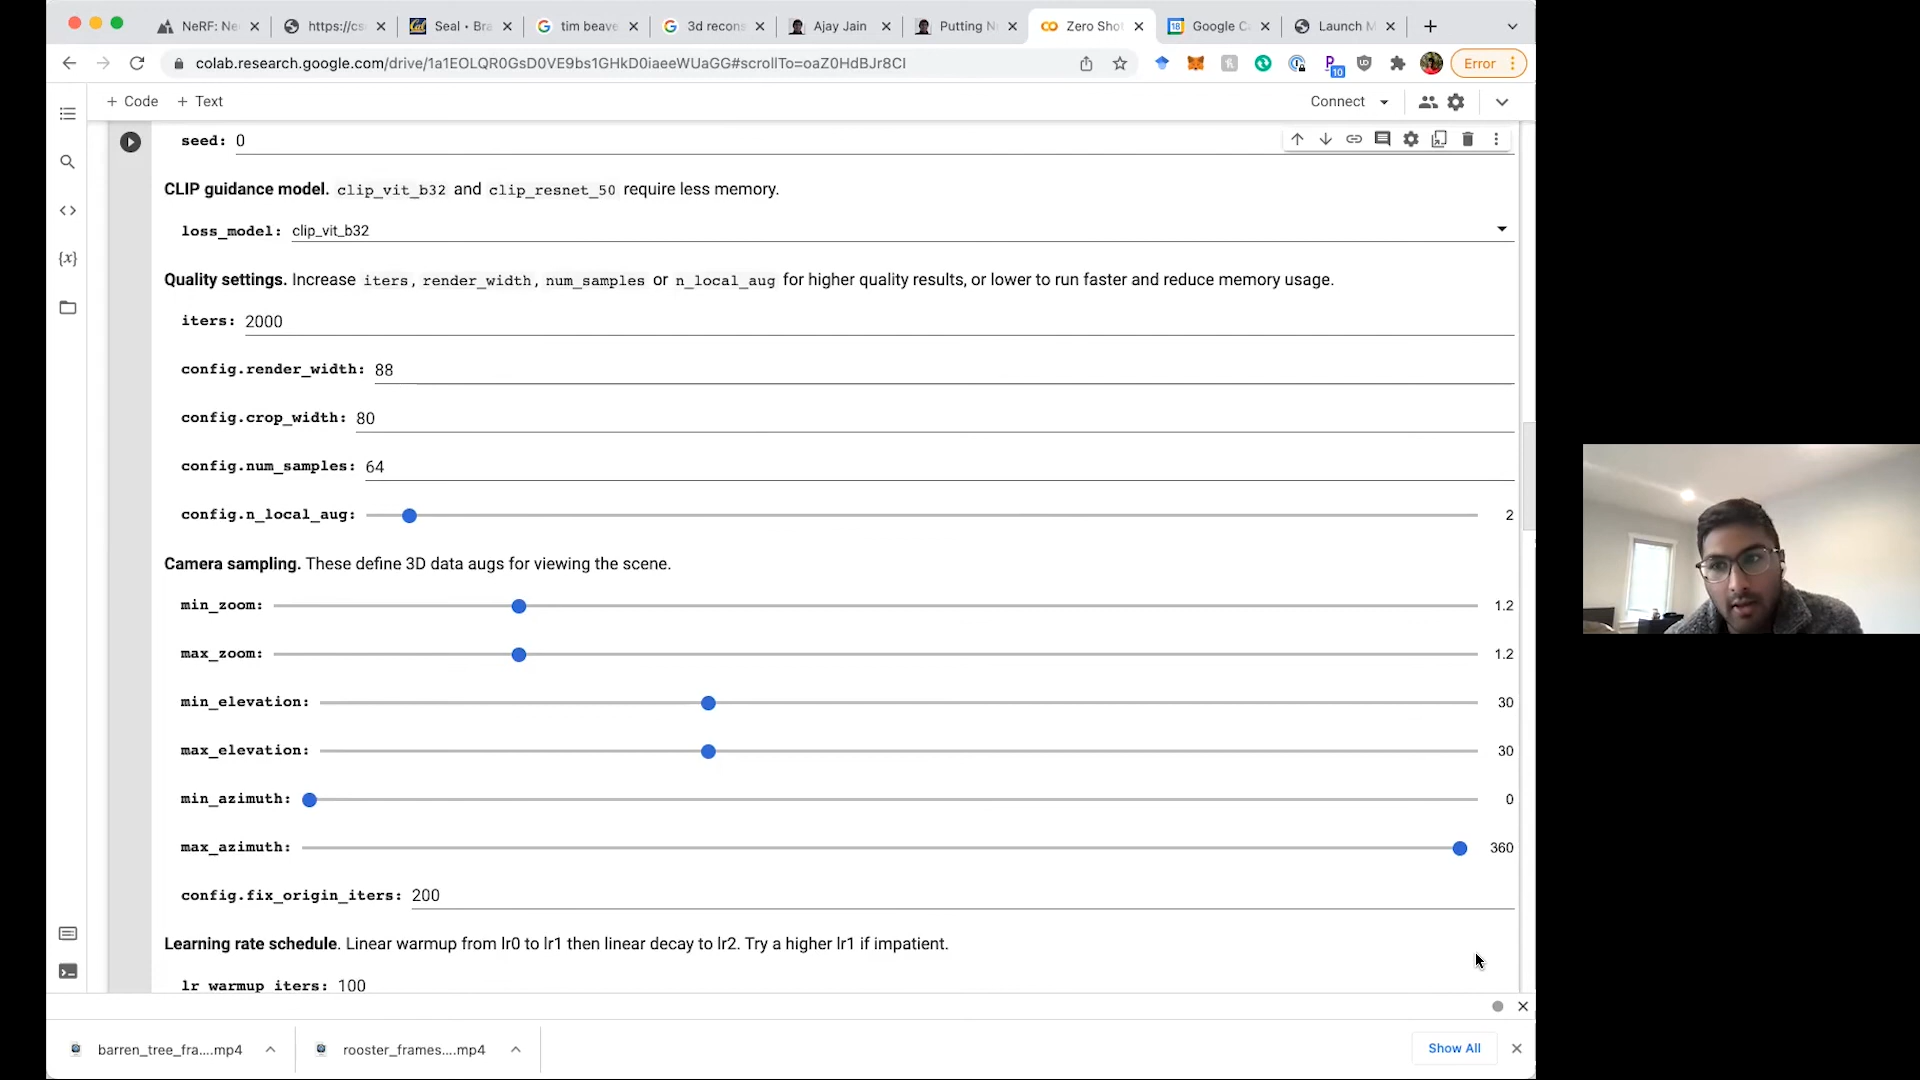 NeRF: Ne
https://cs
Seal • Bra
tim beave
3d recons
Ajay Jain
Putting N
Zero Shot
Google Ca
Launch M
colab.research.google.com/drive/1a1EOLQR0GsD0VE9bs1GHkD0iaeeWUaGG#scrollTo=oaZ0HdBJr8CI
10
Error
+ Code + Text
Connect
seed: 0
CLIP guidance model. clip_vit_b32 and clip_resnet_50 require less memory.
loss_model: clip_vit_b32
Quality settings. Increase iters, render_width, num_samples or n_local_aug for higher quality results, or lower to run faster and reduce memory usage.
iters: 2000
config.render_width: 88
config.crop_width: 80
config.num_samples: 64
config.n_local_aug: 2
Camera sampling. These define 3D data augs for viewing the scene.
min_zoom: 1.2
max_zoom: 1.2
min_elevation: 30
max_elevation: 30
min_azimuth: 0
max_azimuth: 360
config.fix_origin_iters: 200
Learning rate schedule. Linear warmup from lr0 to lr1 then linear decay to lr2. Try a higher lr1 if impatient.
lr_warmup_iters: 100
barren_tree_fra....mp4
rooster_frames....mp4
Show All